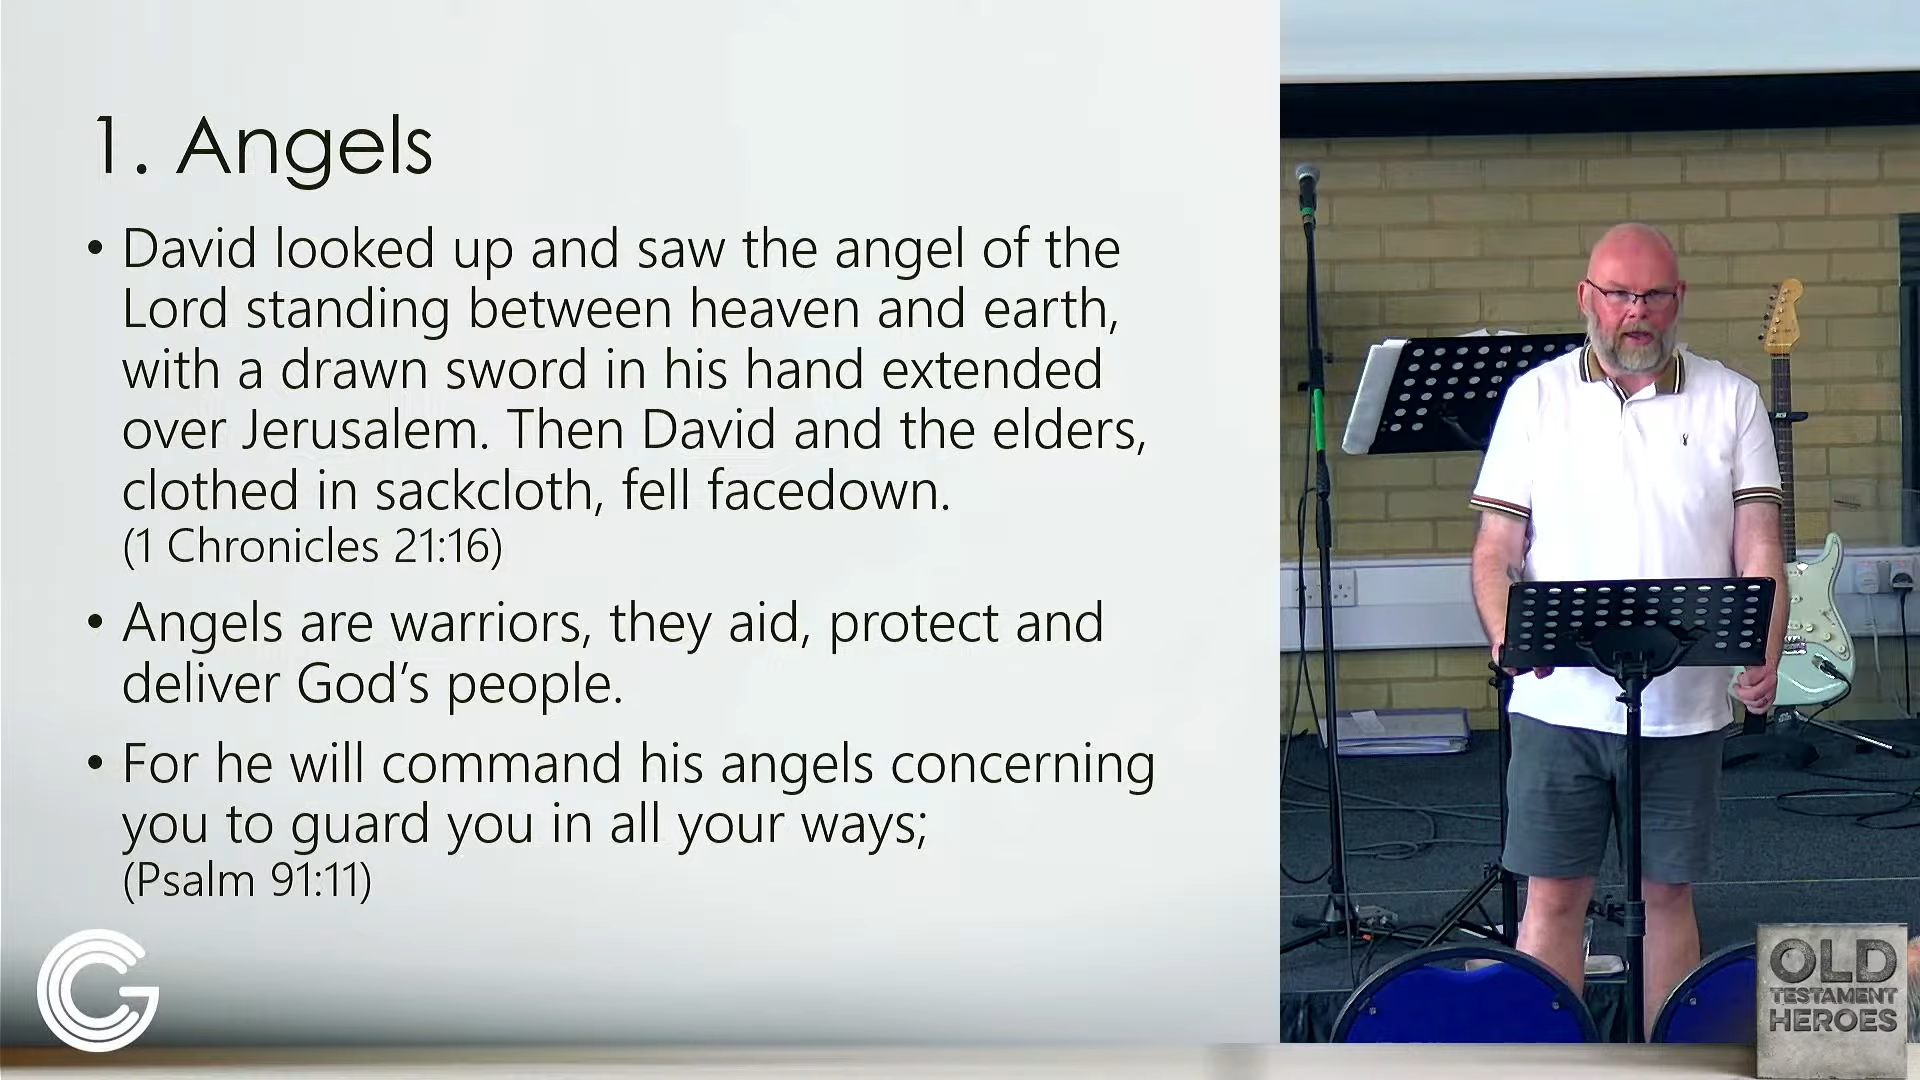 1. Angels
• David looked up and saw the angel of the
Lord standing between heaven and earth,
with a drawn sword in his hand extended
over Jerusalem. Then David and the elders,
clothed in sackcloth, fell facedown.
(1 Chronicles 21:16)
• Angels are warriors, they aid, protect and
deliver God’s people.
• For he will command his angels concerning
you to guard you in all your ways;
(Psalm 91:11)
OLD
TESTAMENT
HEROES